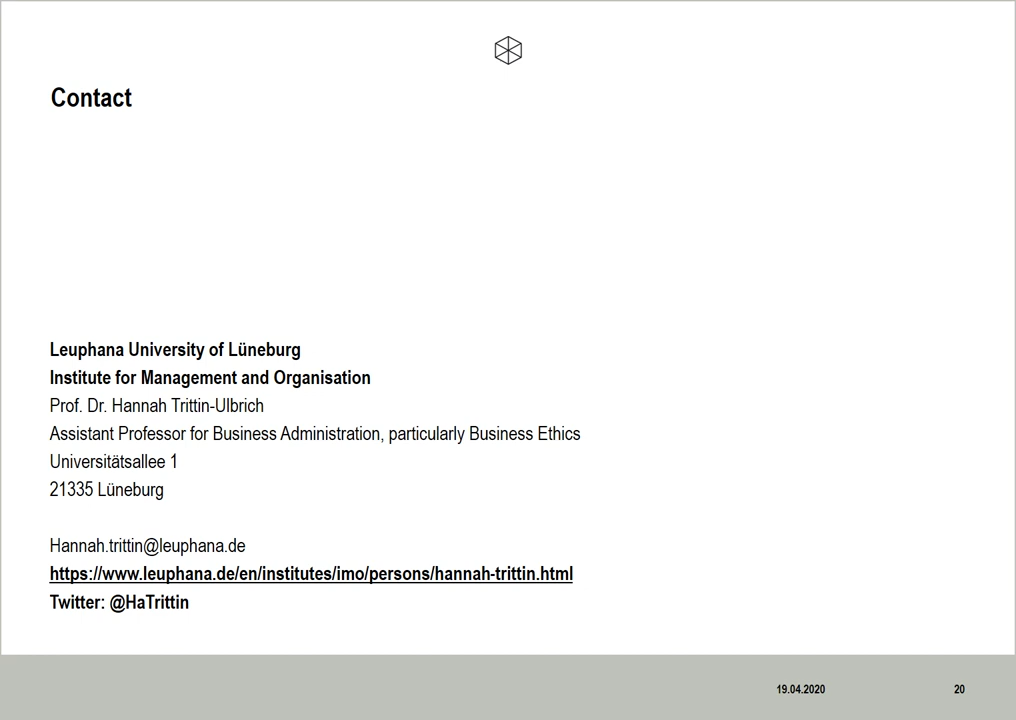 Contact
Leuphana University of Lüneburg
Institute for Management and Organisation
Prof. Dr. Hannah Trittin-Ulbrich
Assistant Professor for Business Administration, particularly Business Ethics
Universitätsallee 1
21335 Lüneburg
Hannah.trittin@leuphana.de
https://www.leuphana.de/en/institutes/imo/persons/hannah-trittin.html
Twitter: @HaTrittin
19.04.2020
20